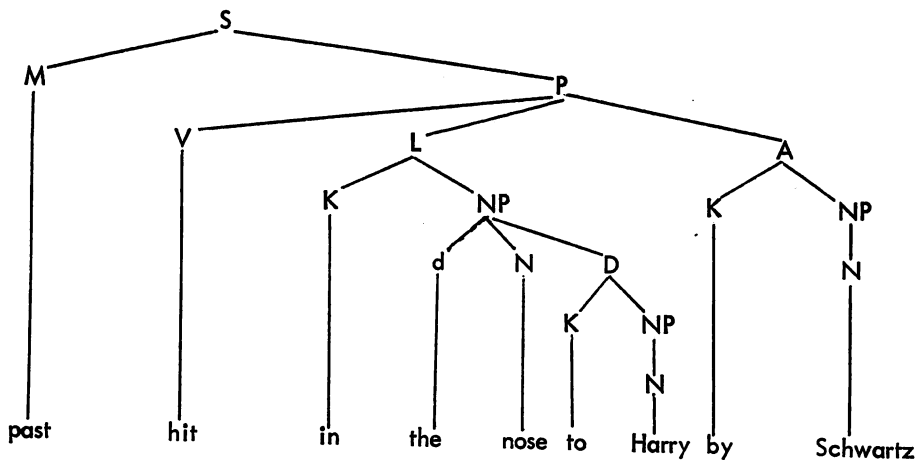 S
M P
V L A
K NP K NP
d N D N
K NP
N
past hit in the nose to Harry by Schwartz